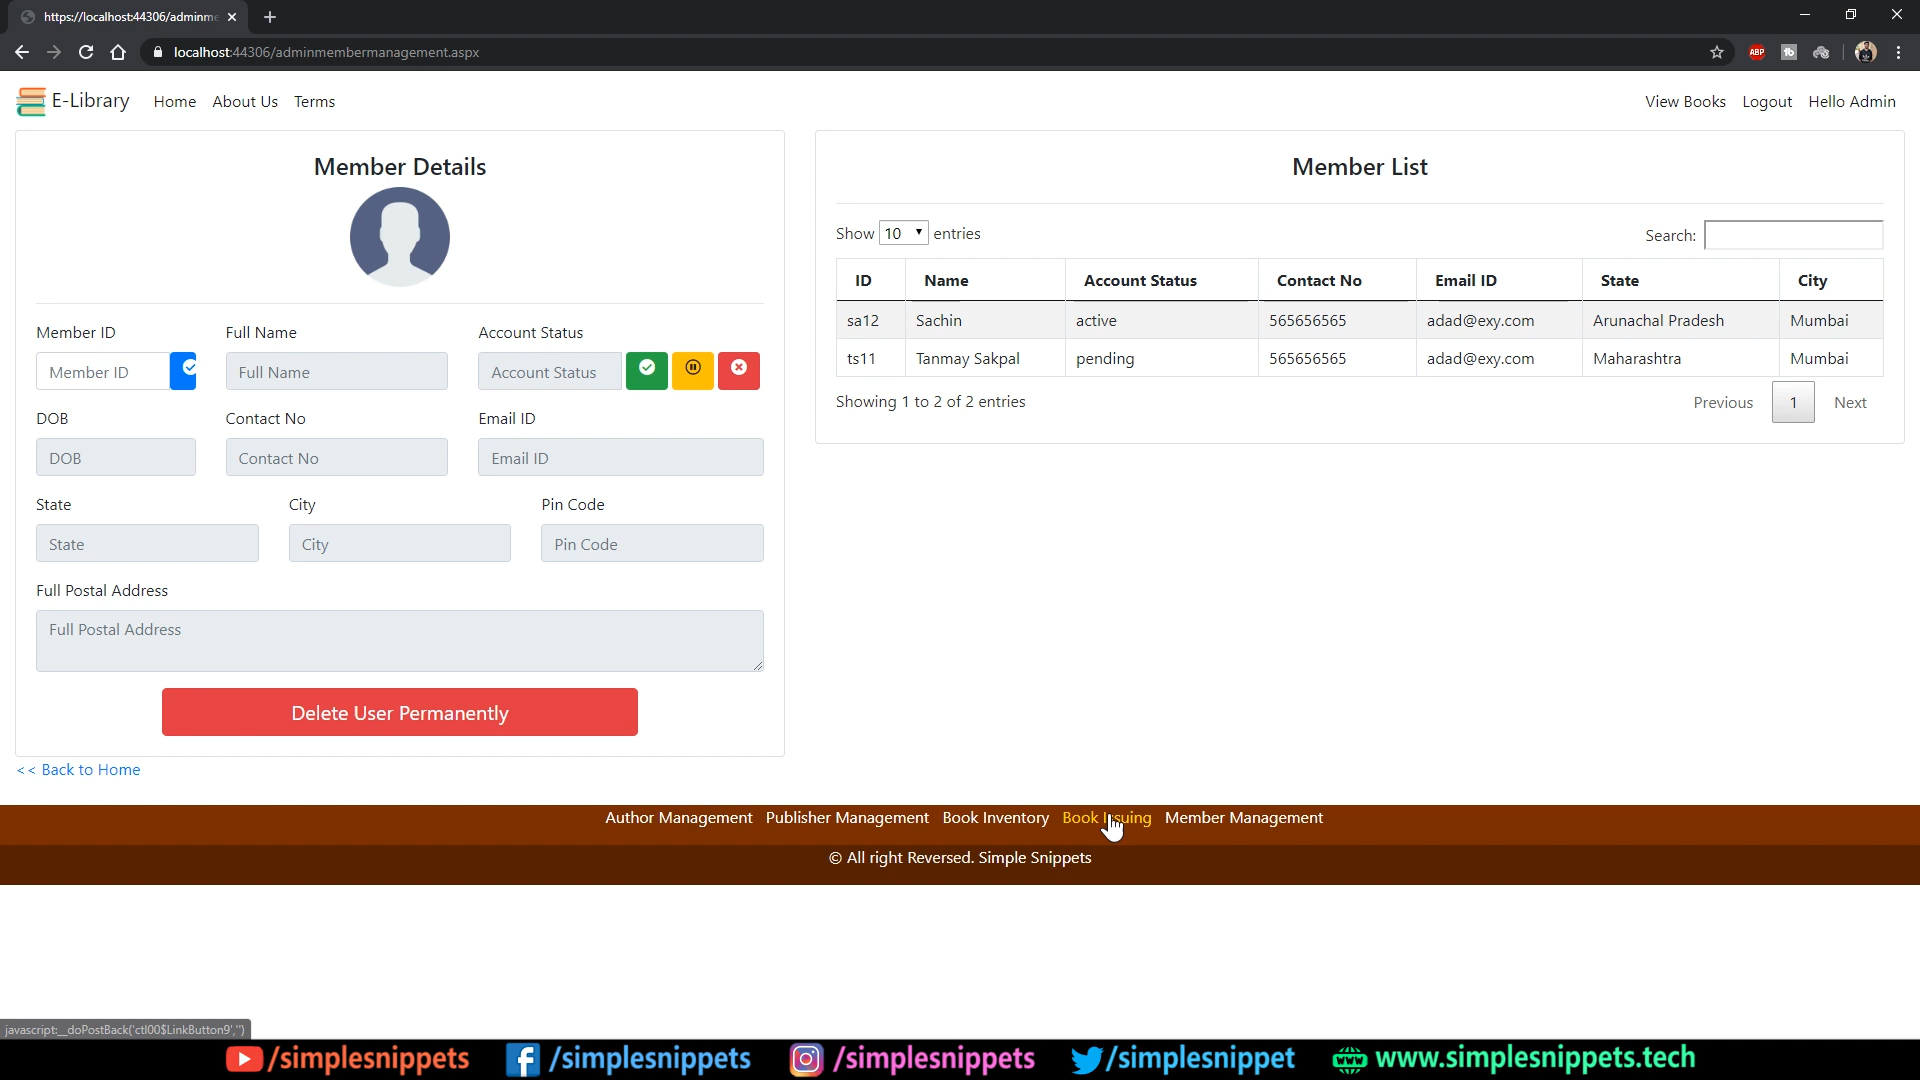 https://localhost:44306/adminme
localhost:44306/adminmembermanagement.aspx
ABP
E-Library Home About Us Terms View Books Logout Hello Admin
Member Details
Member ID Full Name Account Status
Member ID Full Name Account Status
DOB Contact No Email ID
DOB Contact No Email ID
State City Pin Code
State City Pin Code
Full Postal Address
Full Postal Address
Delete User Permanently
<< Back to Home
Member List
Show 10 entries Search:
ID Name Account Status Contact No Email ID State City
sa12 Sachin active 565656565 adad@exy.com Arunachal Pradesh Mumbai
ts11 Tanmay Sakpal pending 565656565 adad@exy.com Maharashtra Mumbai
Showing 1 to 2 of 2 entries Previous 1 Next
Author Management Publisher Management Book Inventory Book Issuing Member Management
© All right Reversed. Simple Snippets
javascript:__doPostBack('ctl00$LinkButton9','')
/simplesnippets /simplesnippets /simplesnippets /simplesnippet www.simplesnippets.tech